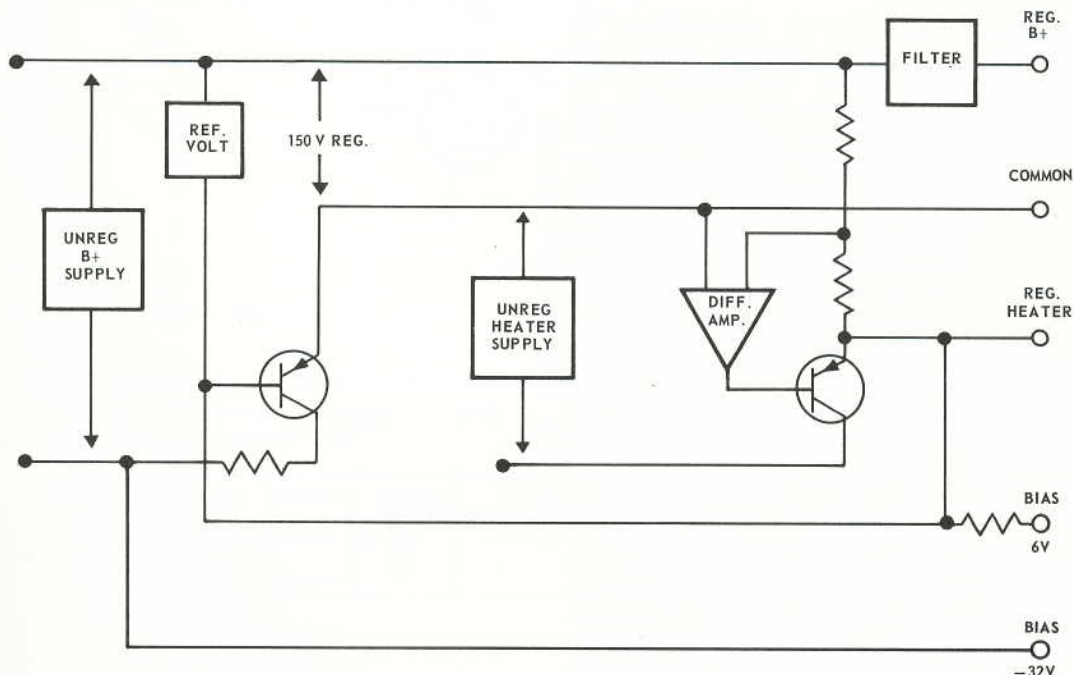 REG.
B+
FILTER
REF.
VOLT
150 V REG.
COMMON
UNREG
B+
SUPPLY
UNREG
HEATER
SUPPLY
DIFF.
AMP.
REG.
HEATER
BIAS
6V
BIAS
—32V